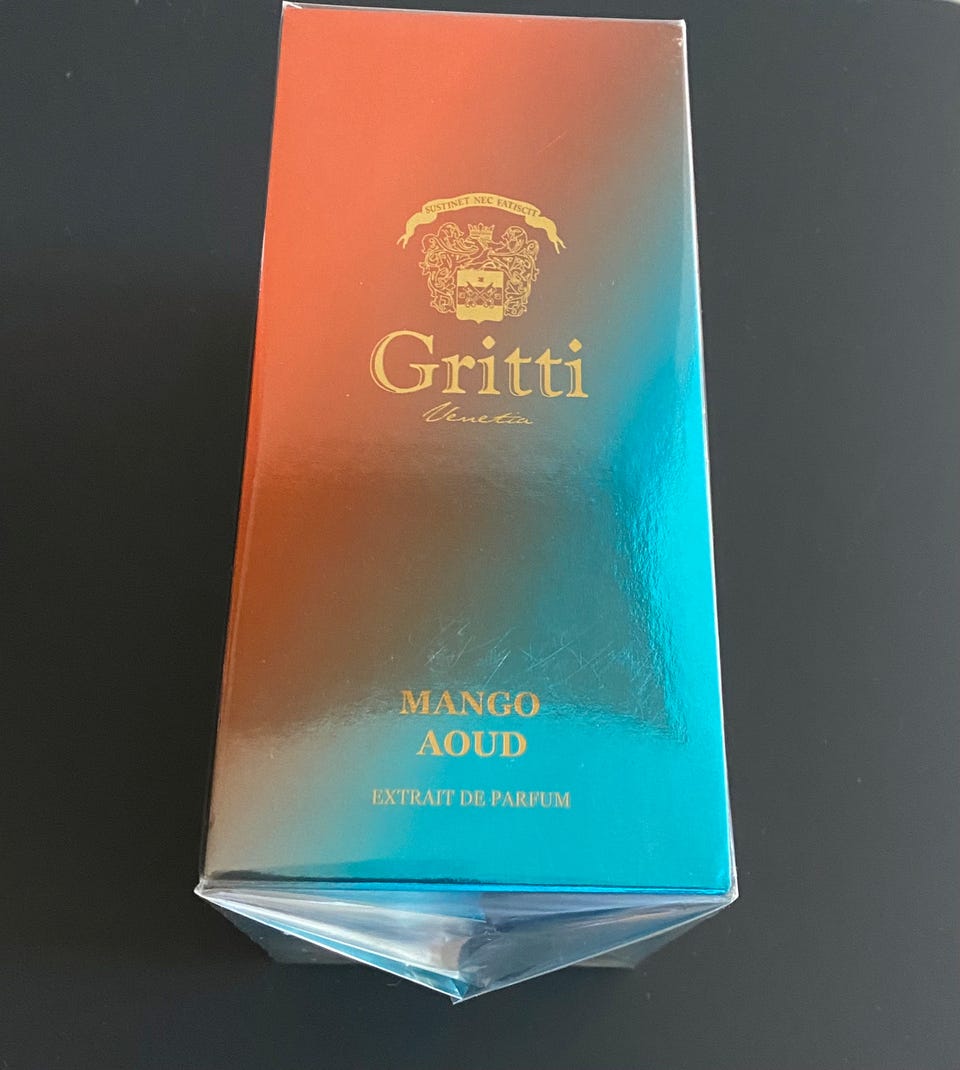 SUSTINET NEC FATISCIT
Gritti
Venetia
MANGO
AOUD
EXTRAIT DE PARFUM